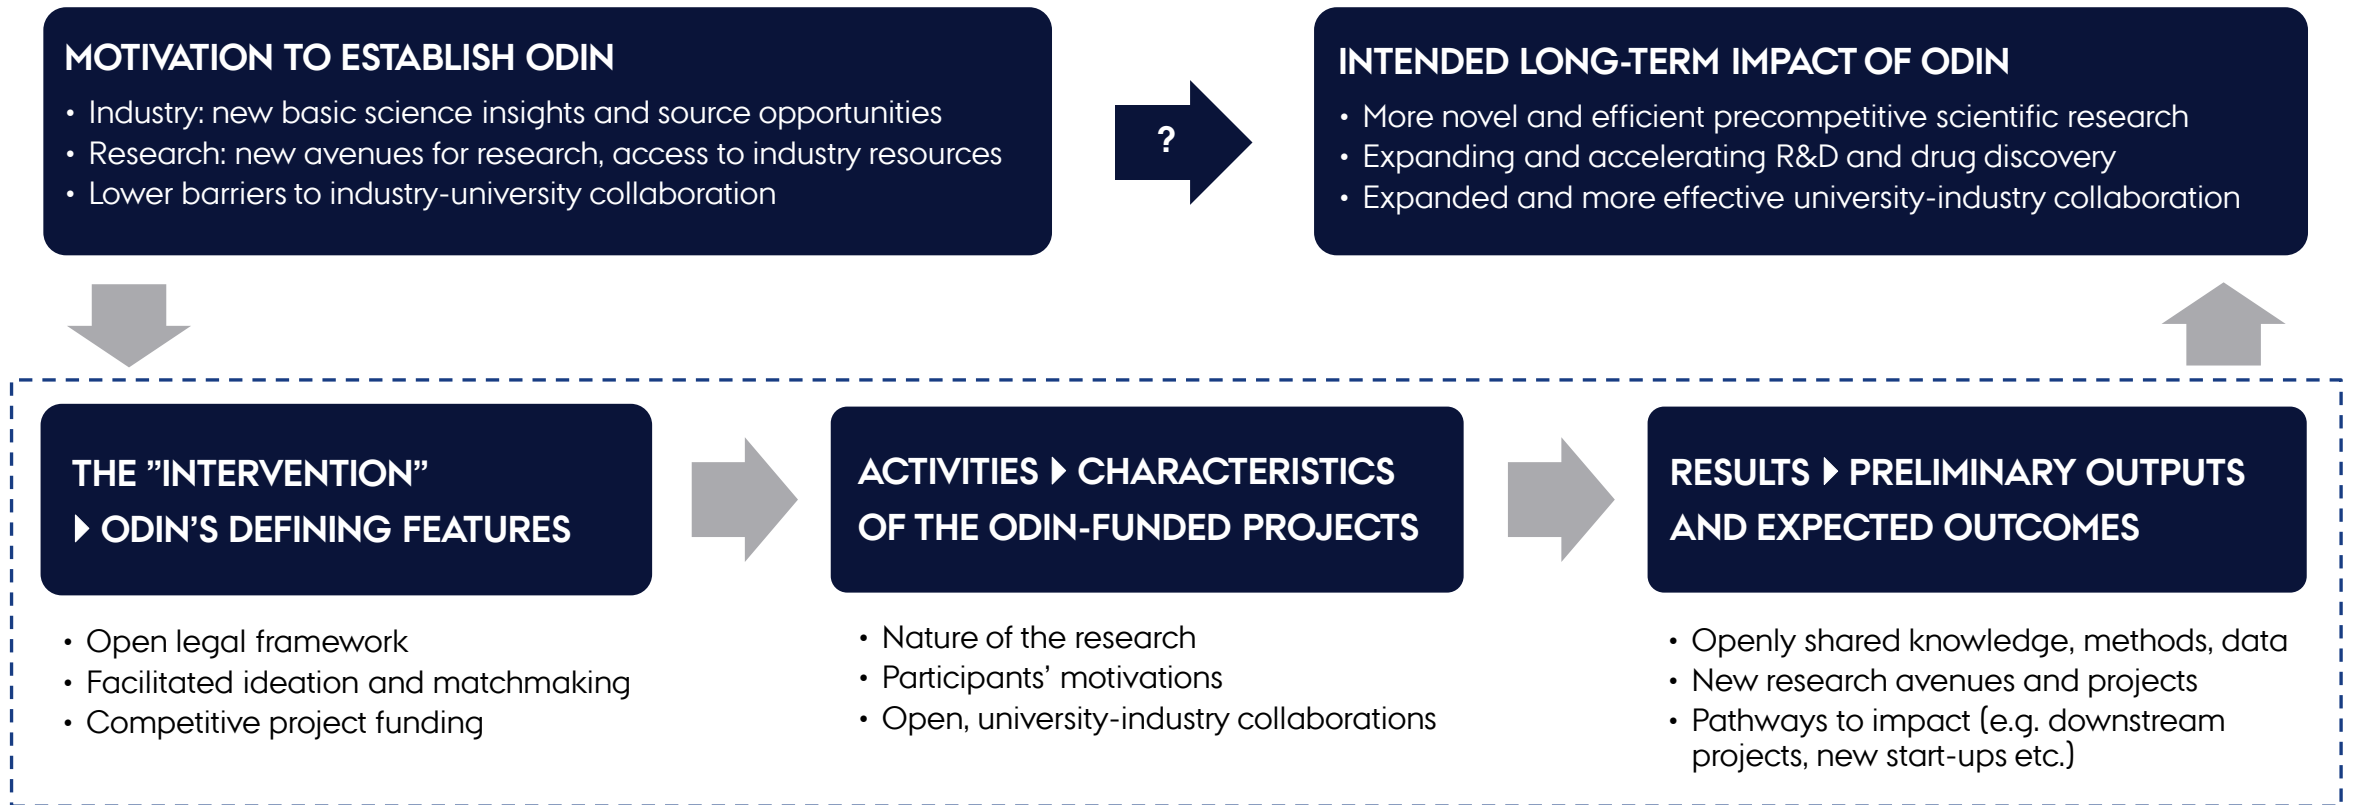 MOTIVATION TO ESTABLISH ODIN
• Industry: new basic science insights and source opportunities
• Research: new avenues for research, access to industry resources
• Lower barriers to industry-university collaboration
?
INTENDED LONG-TERM IMPACT OF ODIN
• More novel and efficient precompetitive scientific research
• Expanding and accelerating R&D and drug discovery
• Expanded and more effective university-industry collaboration
THE ”INTERVENTION”
▶ ODIN’S DEFINING FEATURES
• Open legal framework
• Facilitated ideation and matchmaking
• Competitive project funding
ACTIVITIES ▶ CHARACTERISTICS
OF THE ODIN-FUNDED PROJECTS
• Nature of the research
• Participants’ motivations
• Open, university-industry collaborations
RESULTS ▶ PRELIMINARY OUTPUTS
AND EXPECTED OUTCOMES
• Openly shared knowledge, methods, data
• New research avenues and projects
• Pathways to impact (e.g. downstream
projects, new start-ups etc.)